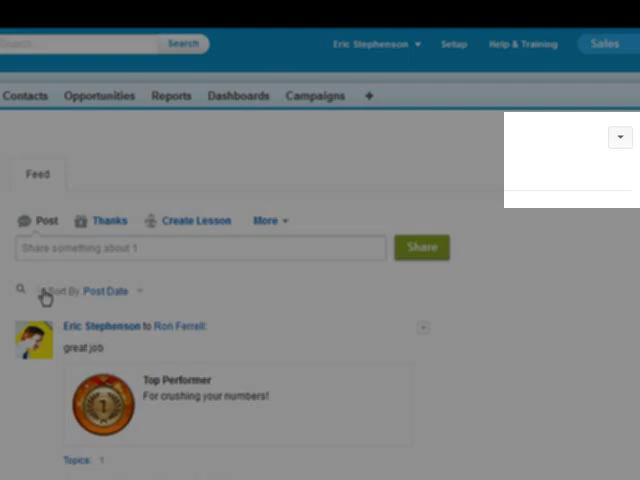 Search...
Search
Eric Stephenson
Setup
Help & Training
Sales
Contacts
Opportunities
Reports
Dashboards
Campaigns
+
Feed
Post
Thanks
Create Lesson
More
Share something about 1
Share
Sort By Post Date
Eric Stephenson to Ron Ferrell:
great job
Top Performer
For crushing your numbers!
Topics: 1